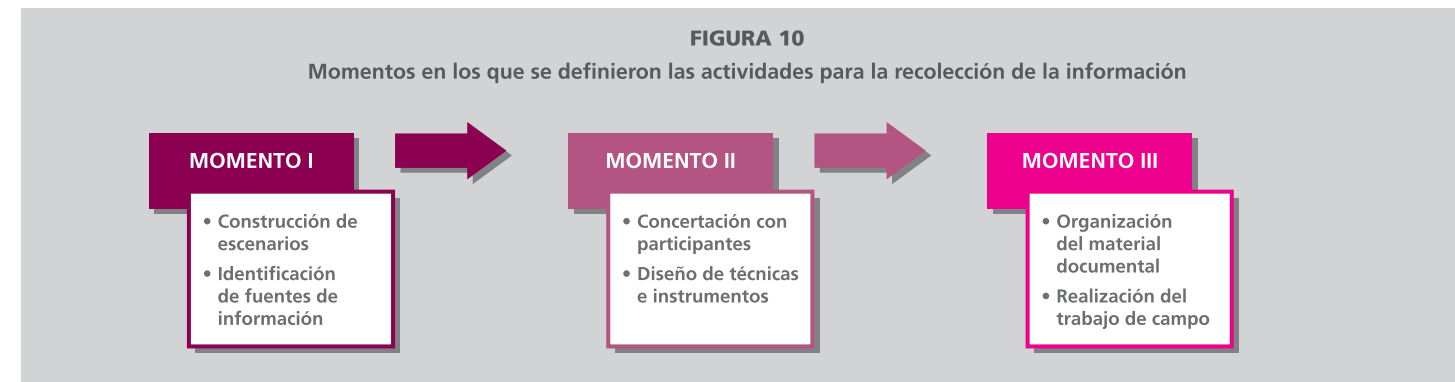 FIGURA 10
Momentos en los que se definieron las actividades para la recolección de la información
MOMENTO I
• Construcción de
escenarios
• Identificación
de fuentes de
información
MOMENTO II
• Concertación con
participantes
• Diseño de técnicas
e instrumentos
MOMENTO III
• Organización
del material
documental
• Realización del
trabajo de campo